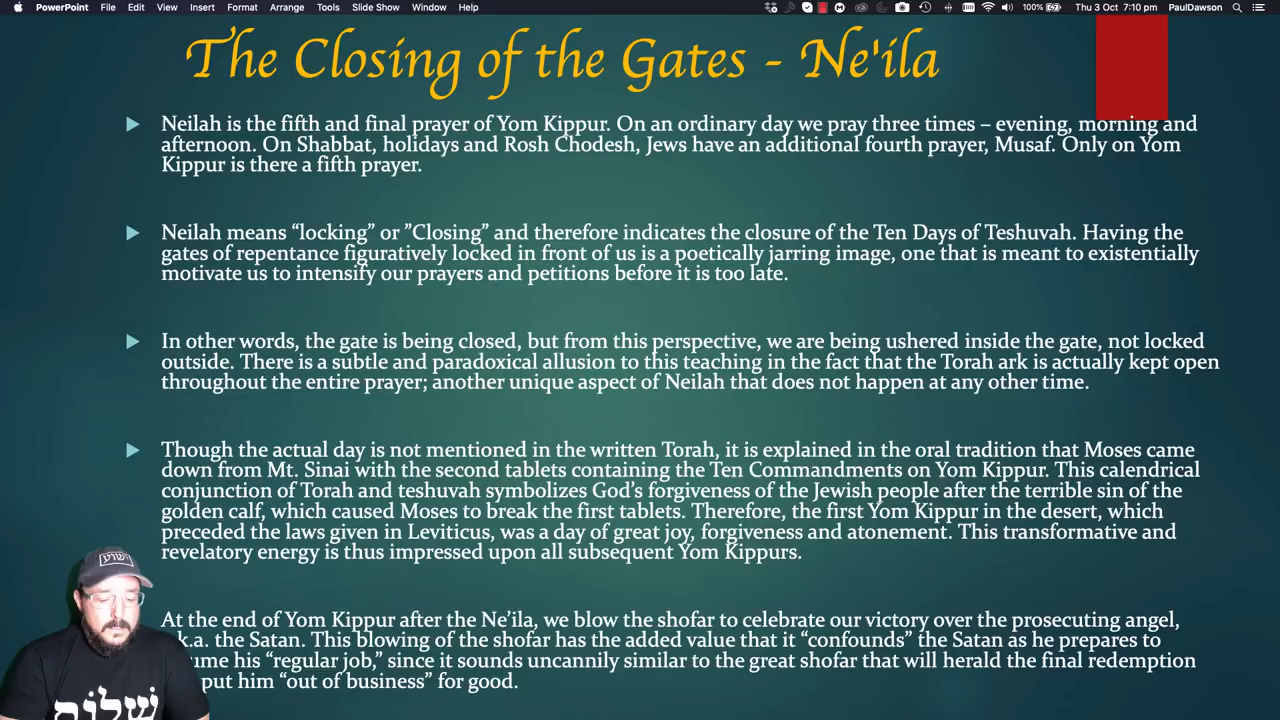 PowerPoint File Edit View Insert Format Arrange Tools Slide Show Window Help 100% Thu 3 Oct 7:10 pm PaulDawson
The Closing of the Gates - Ne'ila
Neilah is the fifth and final prayer of Yom Kippur. On an ordinary day we pray three times – evening, morning and
afternoon. On Shabbat, holidays and Rosh Chodesh, Jews have an additional fourth prayer, Musaf. Only on Yom
Kippur is there a fifth prayer.
Neilah means “locking” or ”Closing” and therefore indicates the closure of the Ten Days of Teshuvah. Having the
gates of repentance figuratively locked in front of us is a poetically jarring image, one that is meant to existentially
motivate us to intensify our prayers and petitions before it is too late.
In other words, the gate is being closed, but from this perspective, we are being ushered inside the gate, not locked
outside. There is a subtle and paradoxical allusion to this teaching in the fact that the Torah ark is actually kept open
throughout the entire prayer; another unique aspect of Neilah that does not happen at any other time.
Though the actual day is not mentioned in the written Torah, it is explained in the oral tradition that Moses came
down from Mt. Sinai with the second tablets containing the Ten Commandments on Yom Kippur. This calendrical
conjunction of Torah and teshuvah symbolizes God’s forgiveness of the Jewish people after the terrible sin of the
golden calf, which caused Moses to break the first tablets. Therefore, the first Yom Kippur in the desert, which
preceded the laws given in Leviticus, was a day of great joy, forgiveness and atonement. This transformative and
revelatory energy is thus impressed upon all subsequent Yom Kippurs.
At the end of Yom Kippur after the Ne’ila, we blow the shofar to celebrate our victory over the prosecuting angel,
.k.a. the Satan. This blowing of the shofar has the added value that it “confounds” the Satan as he prepares to
ume his “regular job,” since it sounds uncannily similar to the great shofar that will herald the final redemption
put him “out of business” for good.
ישוע
שלום